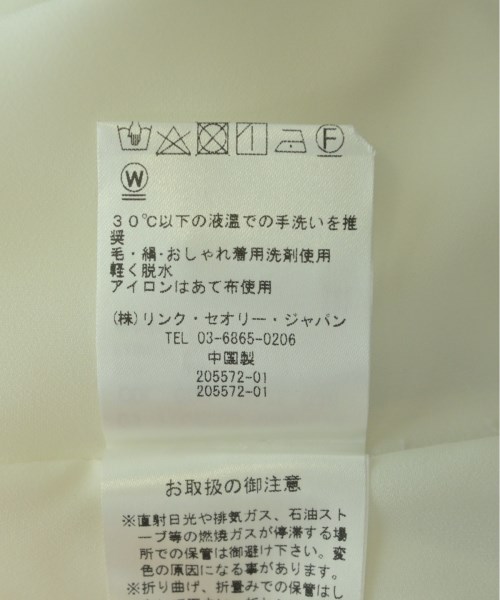 F
W
30℃以下の液温での手洗いを推
奨
毛・絹・おしゃれ着用洗剤使用
軽く脱水
アイロンはあて布使用
(株)リンク・セオリー・ジャパン
TEL 03-6865-0206
中国製
205572-01
205572-01
お取扱の御注意
※直射日光や排気ガス、石油スト
ーブ等の燃焼ガスが停滞する場
所での保管は御避け下さい。変
色の原因になる事があります。
※折り曲げ、折畳みでの保管はし